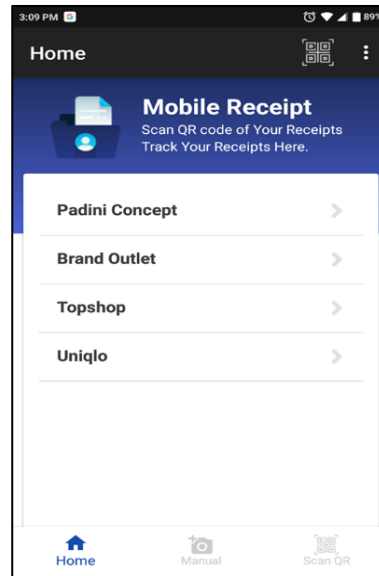 3:09 PM 89%
Home
Mobile Receipt
Scan QR code of Your Receipts
Track Your Receipts Here.
Padini Concept
Brand Outlet
Topshop
Uniqlo
Home Manual Scan QR